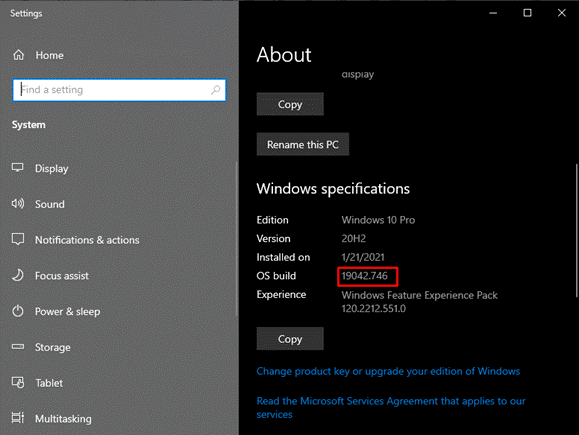 Settings
Home
Find a setting
System
Display
Sound
Notifications & actions
Focus assist
Power & sleep
Storage
Tablet
Multitasking
About
display
Copy
Rename this PC
Windows specifications
Edition Windows 10 Pro
Version 20H2
Installed on 1/21/2021
OS build 19042.746
Experience Windows Feature Experience Pack
120.2212.551.0
Copy
Change product key or upgrade your edition of Windows
Read the Microsoft Services Agreement that applies to our
services